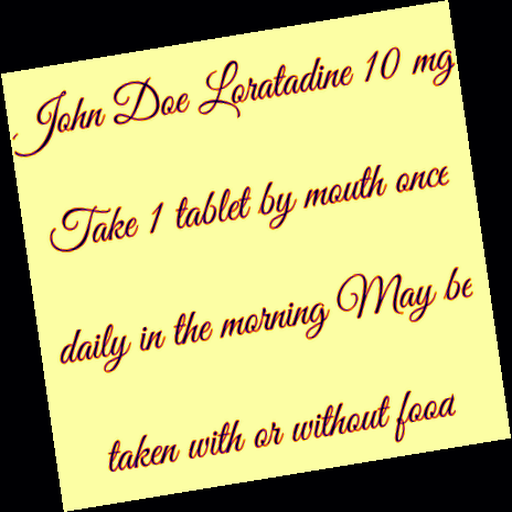 John Doe Loratadine 10 mg
Take 1 tablet by mouth once
daily in the morning May be
taken with or without food